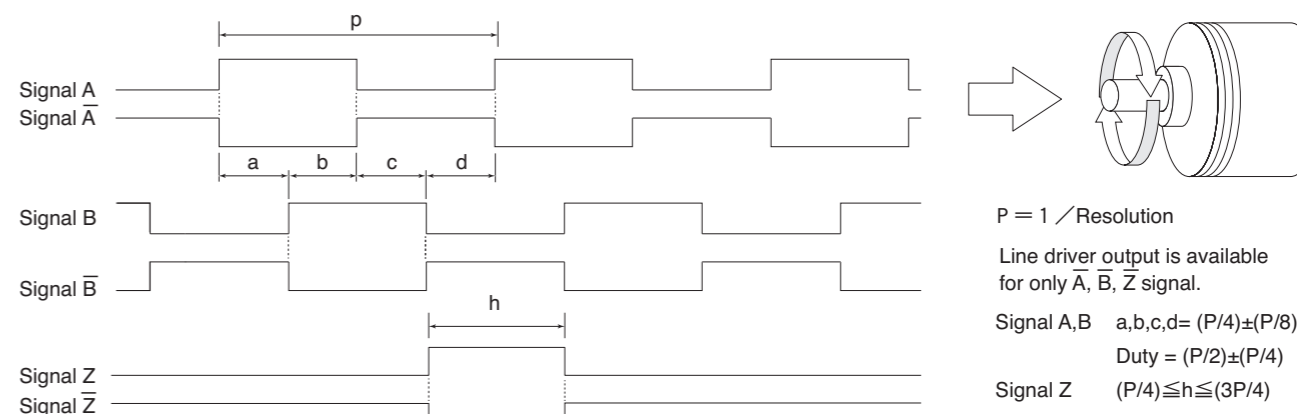 p
Signal A
Signal A̅
a b c d
Signal B
Signal B̅
h
Signal Z
Signal Z̅
P = 1 ／Resolution
Line driver output is available
for only A̅, B̅, Z̅ signal.
Signal A,B a,b,c,d= (P/4)±(P/8)
Duty = (P/2)±(P/4)
Signal Z (P/4)≦h≦(3P/4)